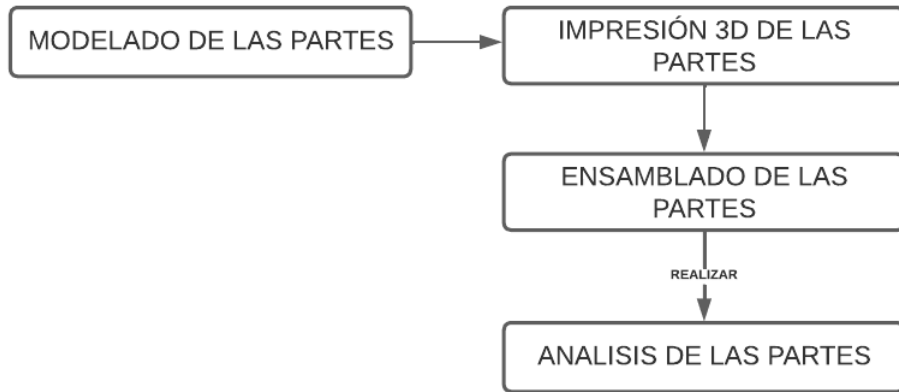 MODELADO DE LAS PARTES
IMPRESIÓN 3D DE LAS
PARTES
ENSAMBLADO DE LAS
PARTES
REALIZAR
ANALISIS DE LAS PARTES